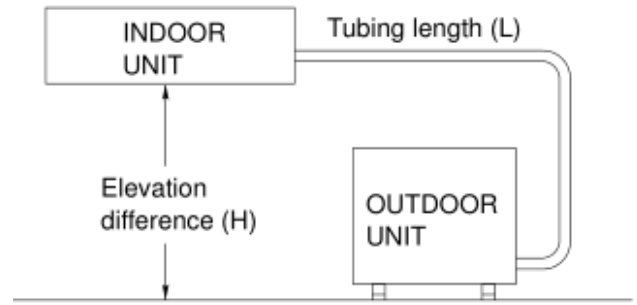 INDOOR
UNIT
Tubing length (L)
Elevation
difference (H)
OUTDOOR
UNIT